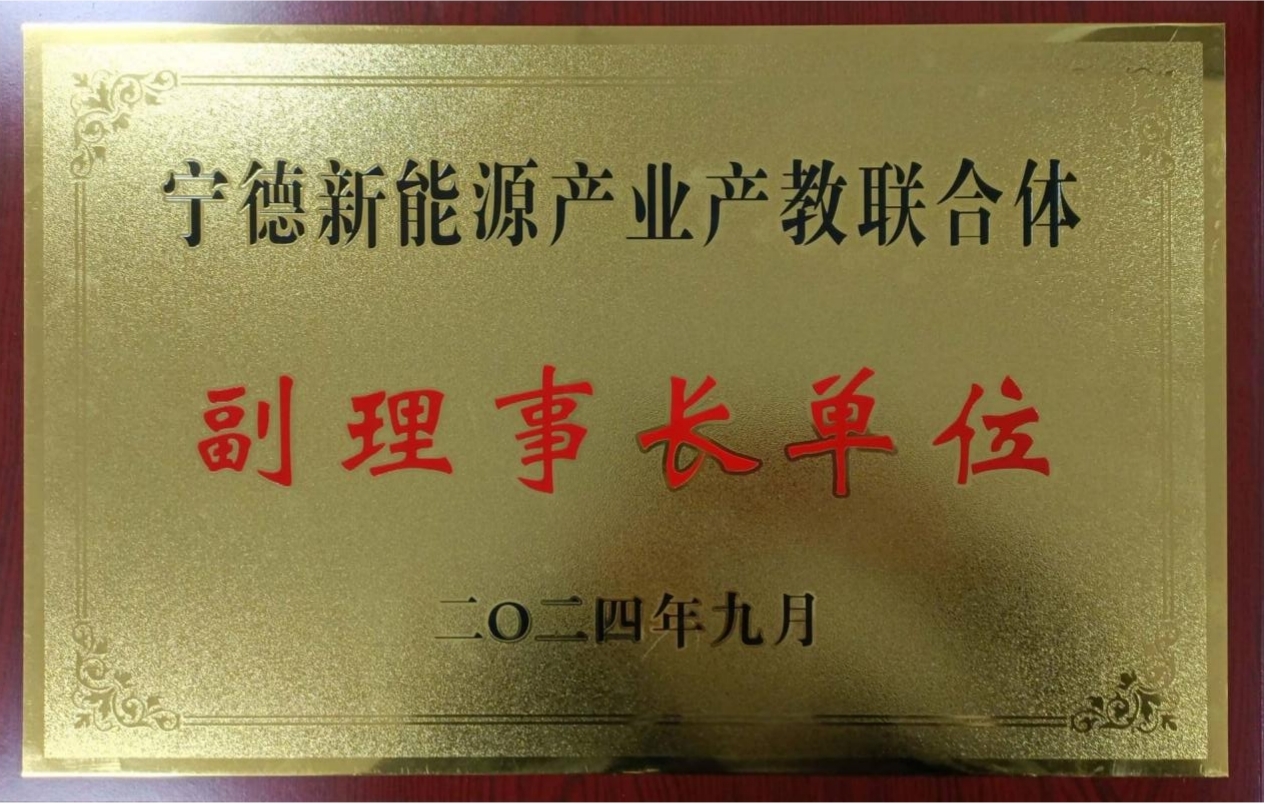 宁德新能源产业产教联合体
副理事长单位
二〇二四年九月